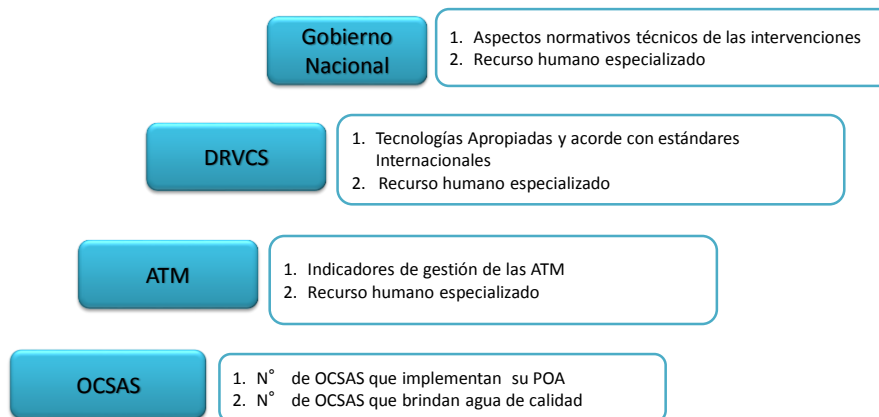 Gobierno
Nacional
1. Aspectos normativos técnicos de las intervenciones
2. Recurso humano especializado
DRVCS
1. Tecnologías Apropiadas y acorde con estándares
Internacionales
2. Recurso humano especializado
ATM
1. Indicadores de gestión de las ATM
2. Recurso humano especializado
OCSAS
1. N° de OCSAS que implementan su POA
2. N° de OCSAS que brindan agua de calidad